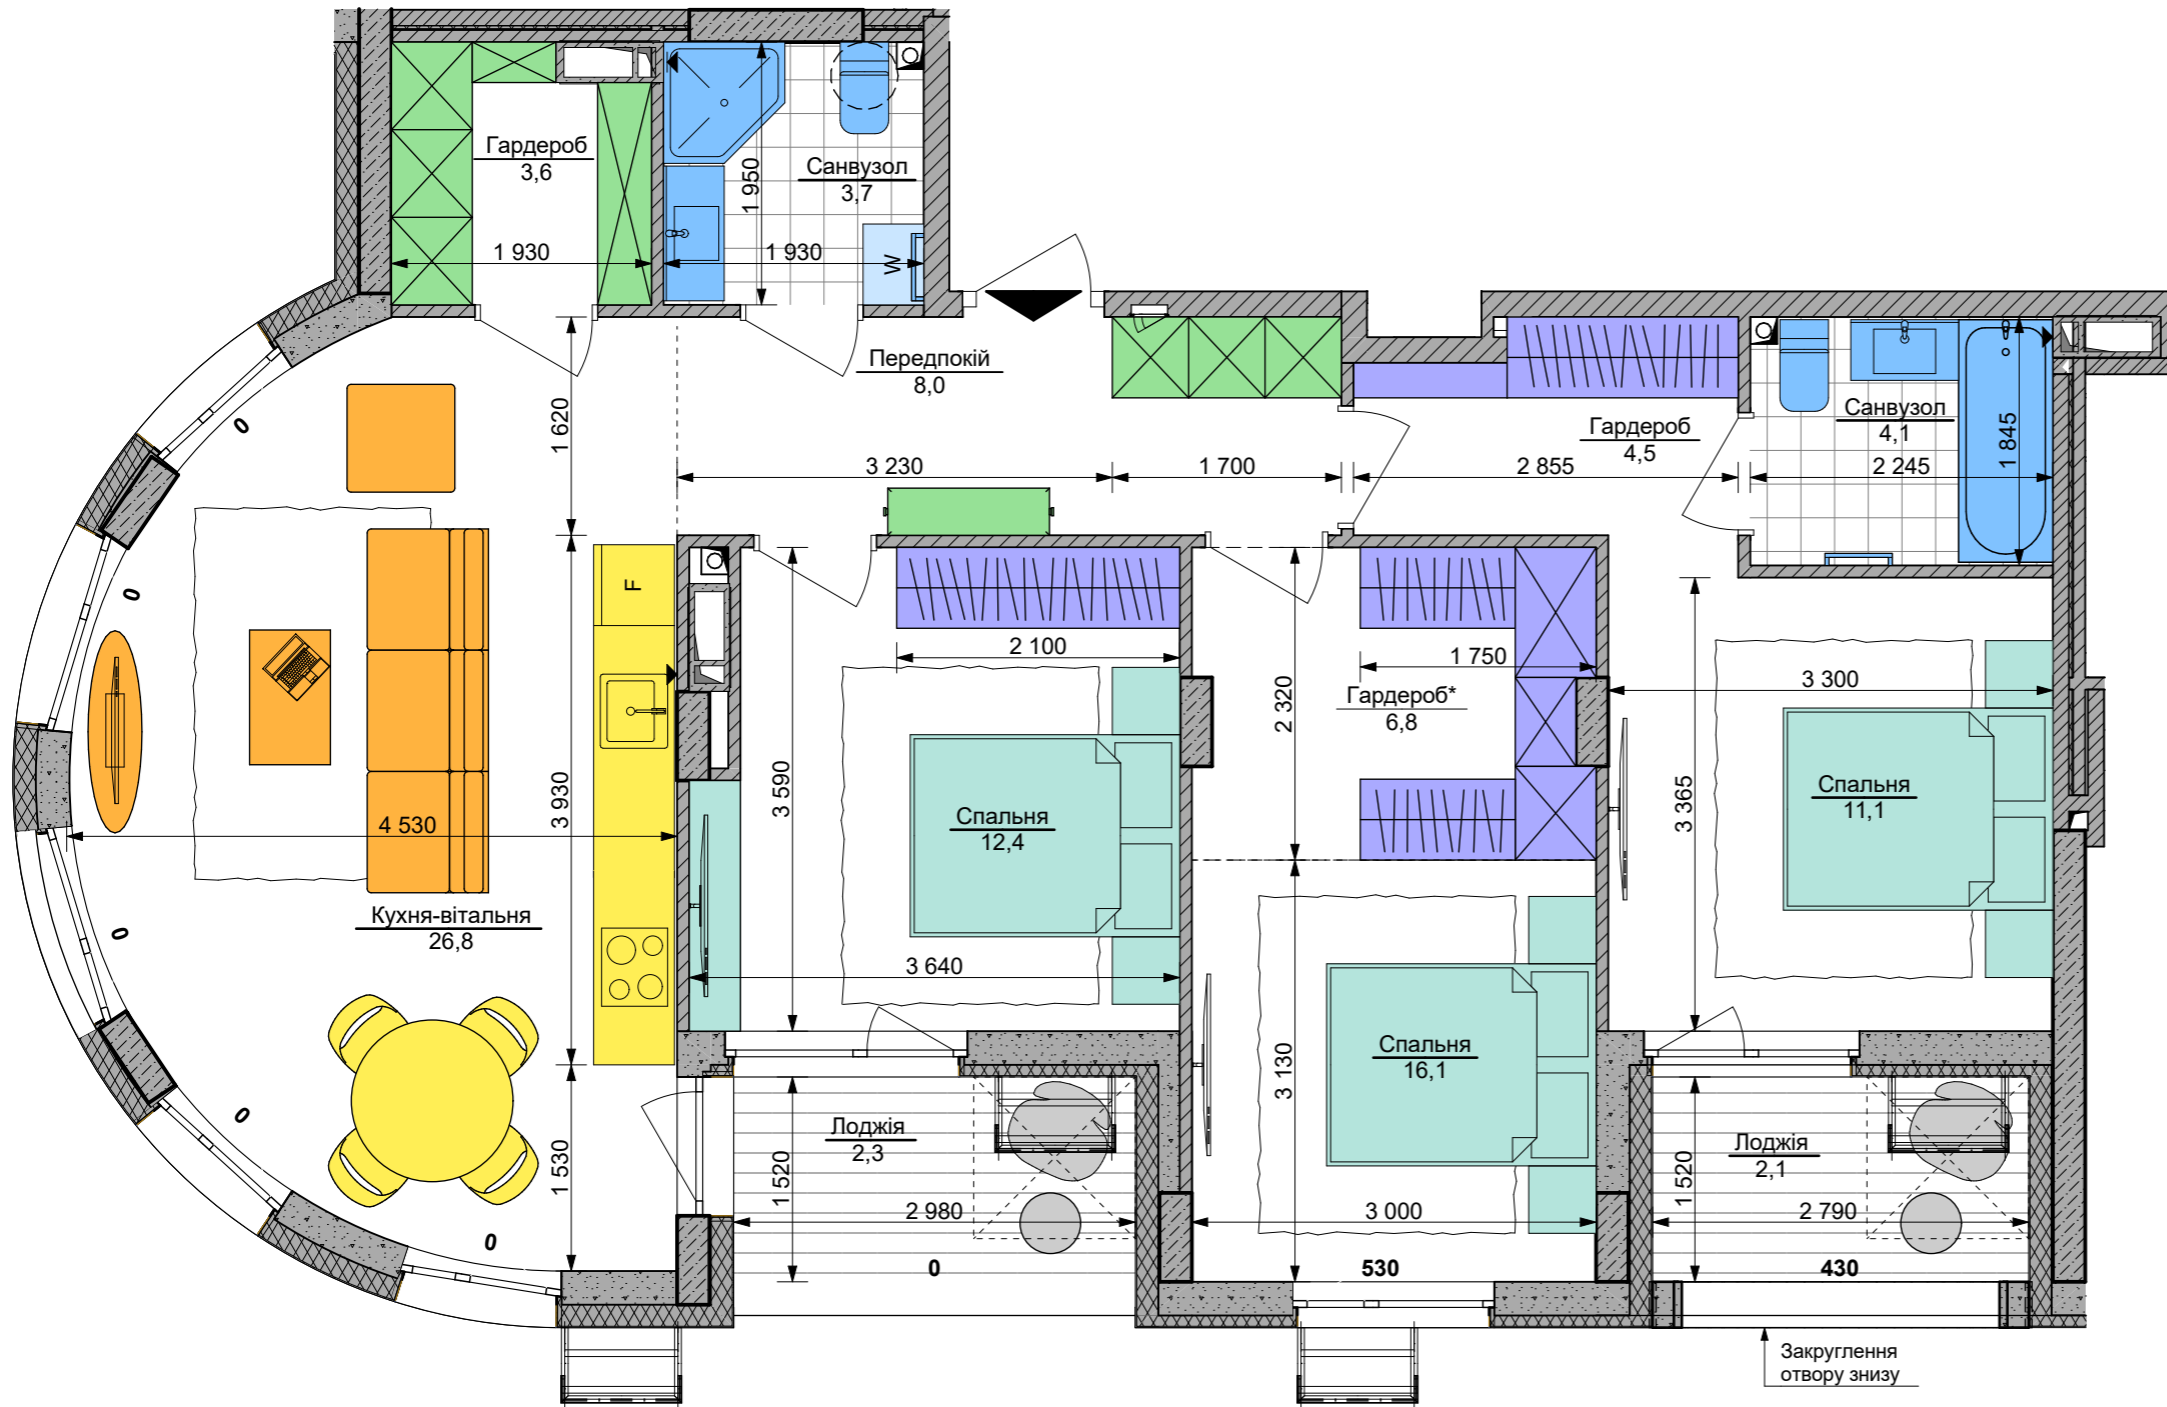 Гардероб
3,6
Санвузол
3,7
1 950
1 930
1 930
W
Передпокій
8,0
1 620
Гардероб
4,5
Санвузол
4,1
1 845
3 230
1 700
2 855
2 245
0
0
0
0
0
F
2 100
1 750
2 320
Гардероб*
6,8
3 300
3 590
3 930
4 530
Спальня
12,4
3 365
Спальня
11,1
Кухня-вітальня
26,8
3 640
Спальня
16,1
3 130
1 530
Лоджія
2,3
1 520
2 980
0
3 000
530
Лоджія
2,1
1 520
2 790
430
Закруглення
отвору знизу